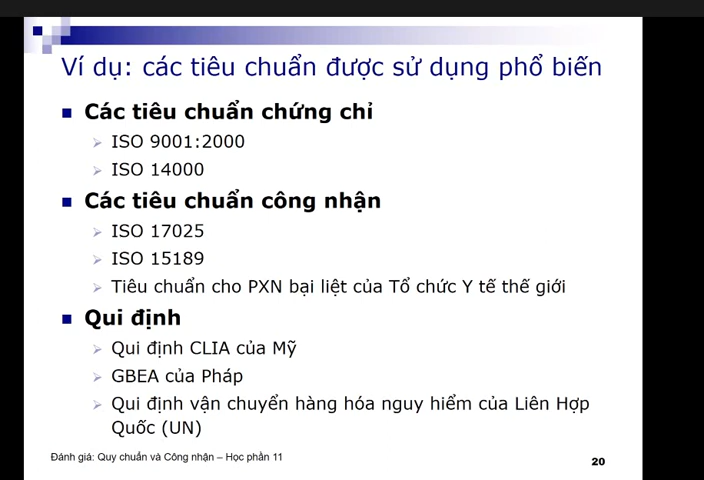 Ví dụ: các tiêu chuẩn được sử dụng phổ biến
Các tiêu chuẩn chứng chỉ
ISO 9001:2000
ISO 14000
Các tiêu chuẩn công nhận
ISO 17025
ISO 15189
Tiêu chuẩn cho PXN bại liệt của Tổ chức Y tế thế giới
Qui định
Qui định CLIA của Mỹ
GBEA của Pháp
Qui định vận chuyển hàng hóa nguy hiểm của Liên Hợp
Quốc (UN)
Đánh giá: Quy chuẩn và Công nhận – Học phần 11
20